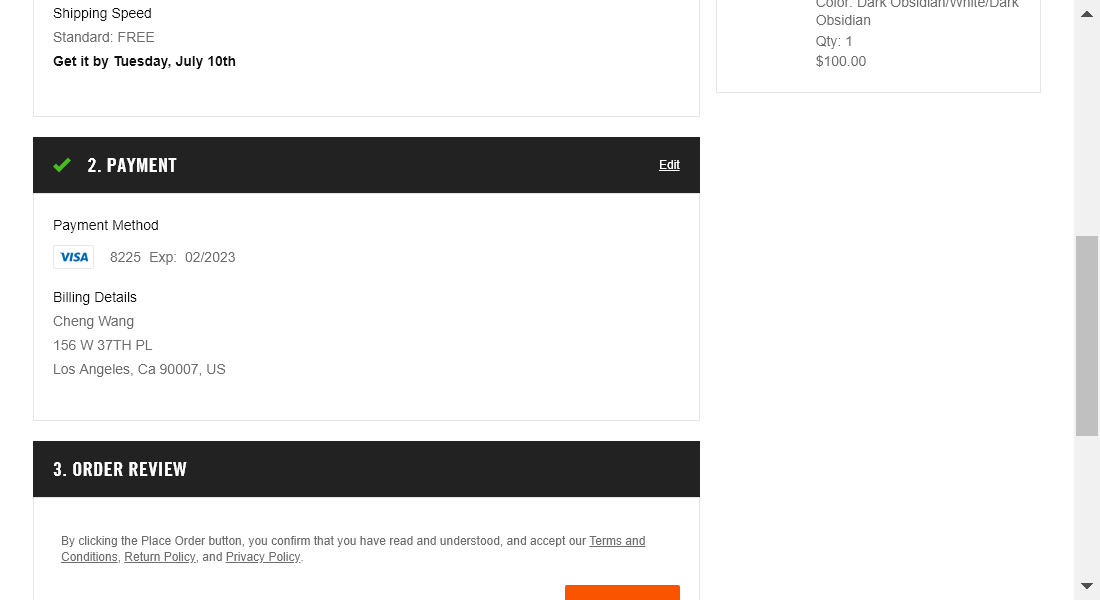 Shipping Speed
Standard: FREE
Get it by Tuesday, July 10th
Color: Dark Obsidian/White/Dark
Obsidian
Qty: 1
$100.00
2. PAYMENT
Edit
Payment Method
VISA 8225 Exp: 02/2023
Billing Details
Cheng Wang
156 W 37TH PL
Los Angeles, Ca 90007, US
3. ORDER REVIEW
By clicking the Place Order button, you confirm that you have read and understood, and accept our Terms and
Conditions, Return Policy, and Privacy Policy.